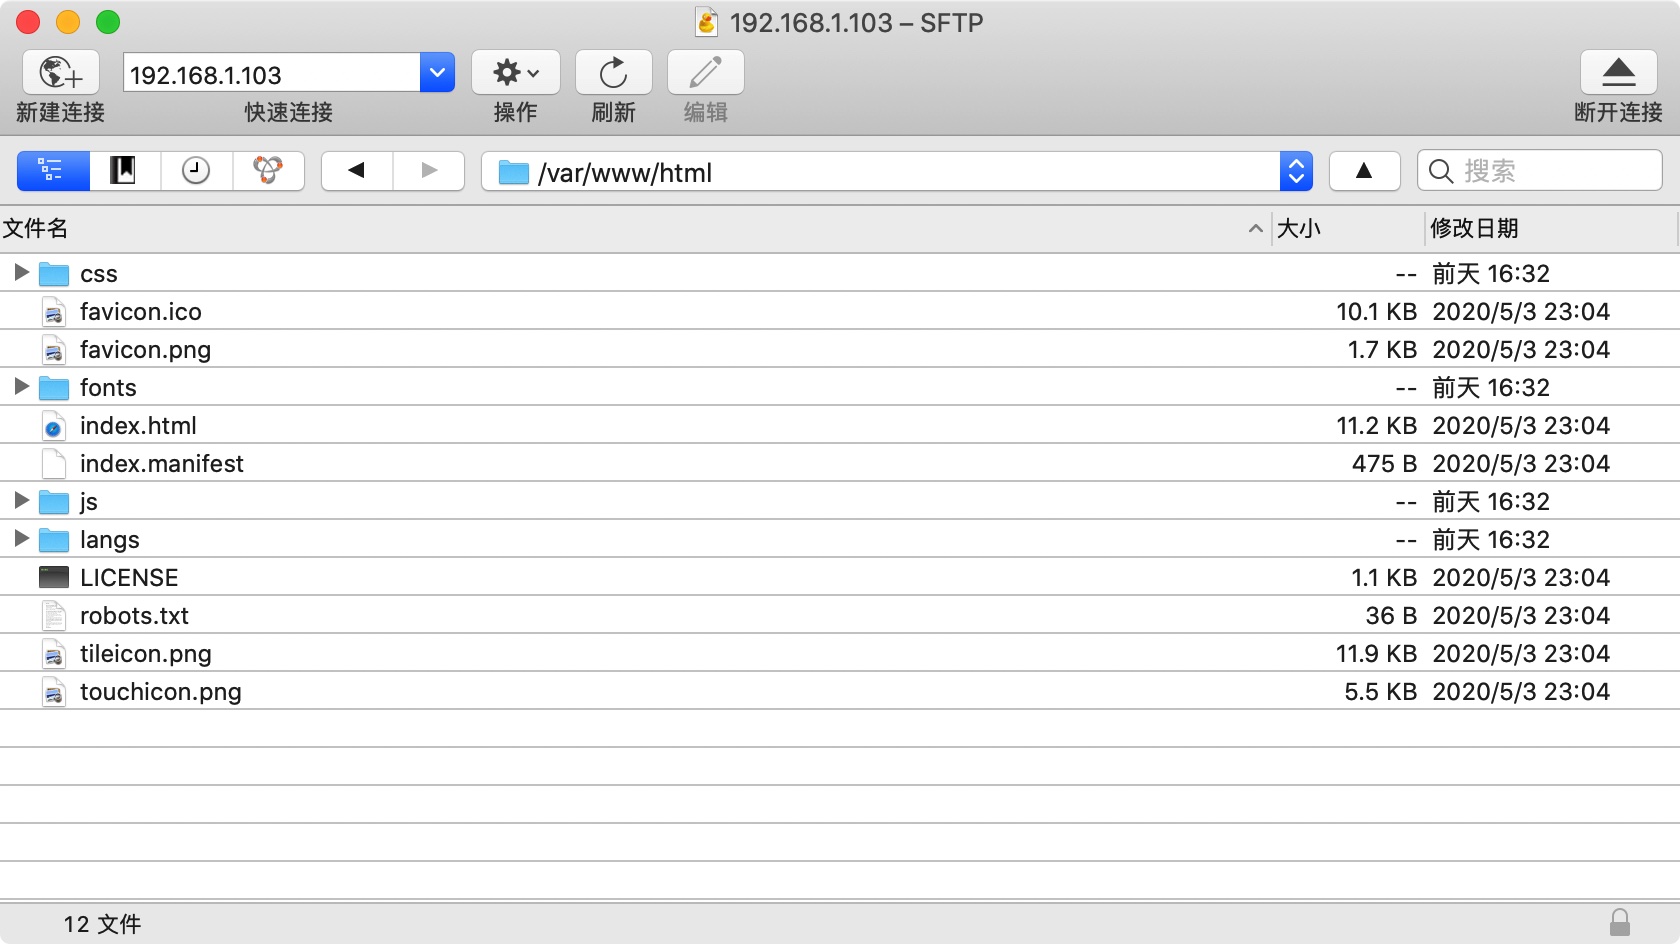 192.168.1.103 – SFTP
192.168.1.103
新建连接 快速连接 操作 刷新 编辑 断开连接
/var/www/html 搜索
文件名 大小 修改日期
css -- 前天 16:32
favicon.ico 10.1 KB 2020/5/3 23:04
favicon.png 1.7 KB 2020/5/3 23:04
fonts -- 前天 16:32
index.html 11.2 KB 2020/5/3 23:04
index.manifest 475 B 2020/5/3 23:04
js -- 前天 16:32
langs -- 前天 16:32
LICENSE 1.1 KB 2020/5/3 23:04
robots.txt 36 B 2020/5/3 23:04
tileicon.png 11.9 KB 2020/5/3 23:04
touchicon.png 5.5 KB 2020/5/3 23:04
12 文件